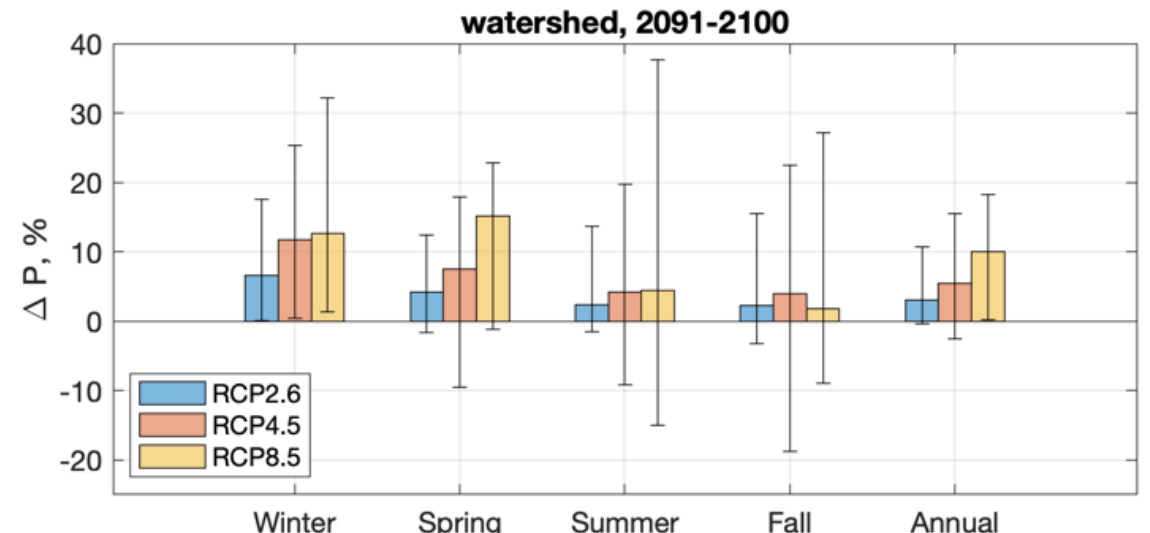 watershed, 2091-2100
40
30
20
10
0
-10
-20
Δ P, %
RCP2.6
RCP4.5
RCP8.5
Winter Spring Summer Fall Annual